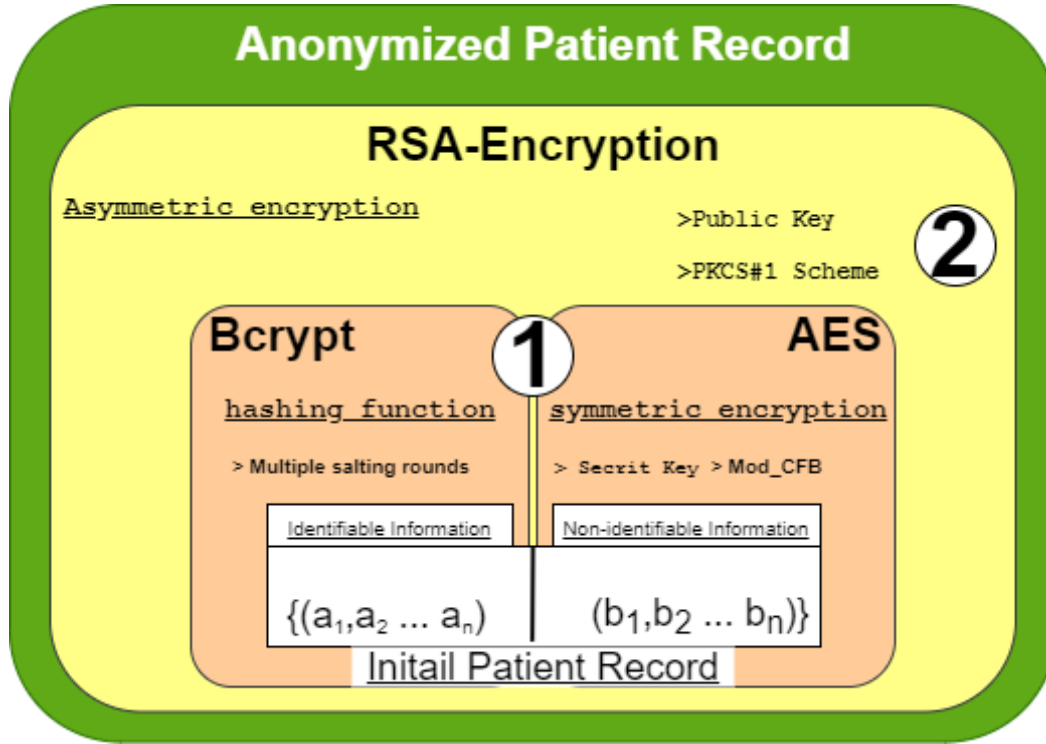 Anonymized Patient Record
RSA-Encryption
Asymmetric encryption
>Public Key
>PKCS#1 Scheme
2
1
Bcrypt
AES
hashing function
symmetric encryption
> Multiple salting rounds
> Secrit Key > Mod_CFB
Identifiable Information
Non-identifiable Information
{(a₁,a₂ ... aₙ)
(b₁,b₂ ... bₙ)}
Initail Patient Record